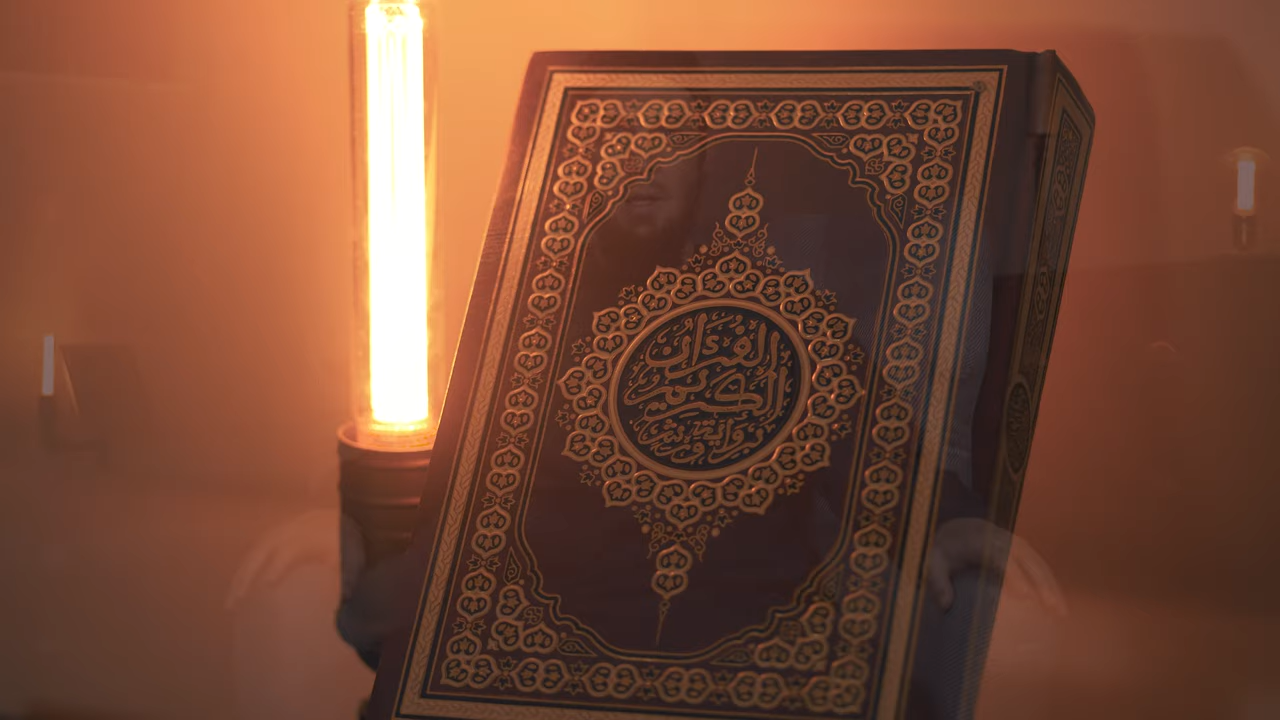 القرآن
الكريم
برواية ورش